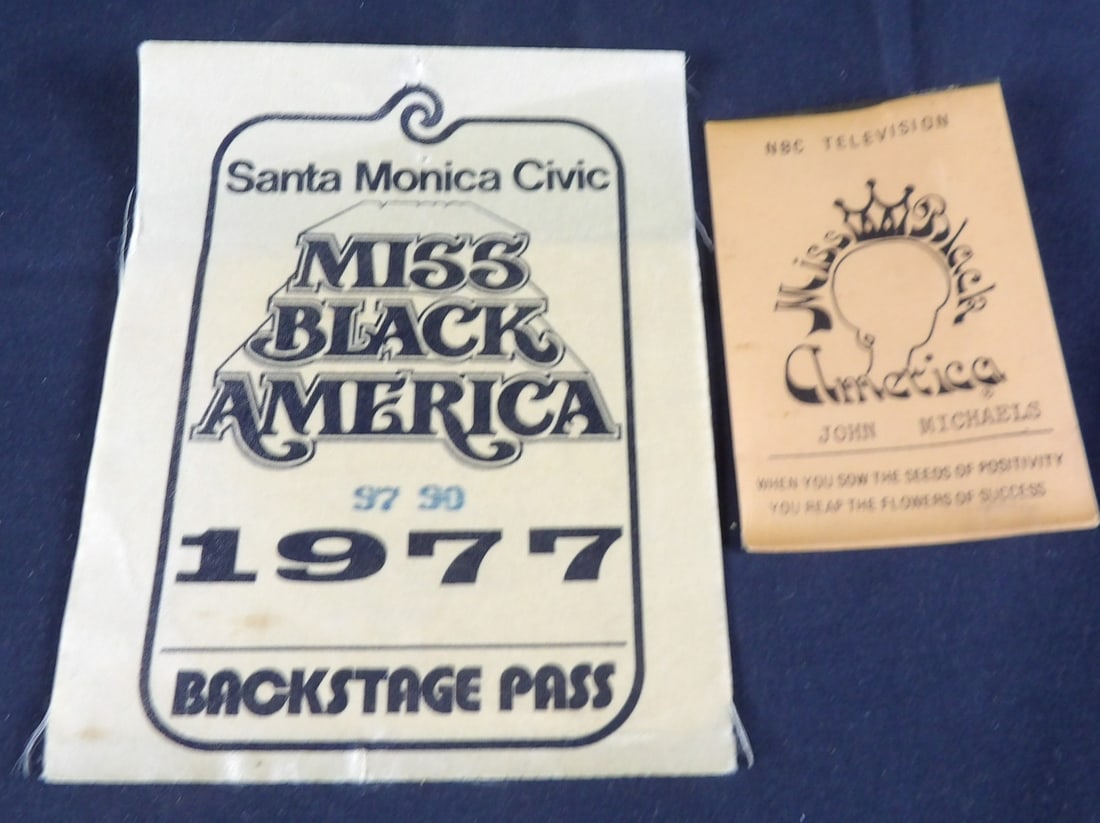 Santa Monica Civic
MISS
BLACK
AMERICA
97 90
1977
BACKSTAGE PASS
NBC TELEVISION
Miss Black
America
JOHN MICHAELS
WHEN YOU SOW THE SEEDS OF POSITIVITY
YOU REAP THE FLOWERS OF SUCCESS